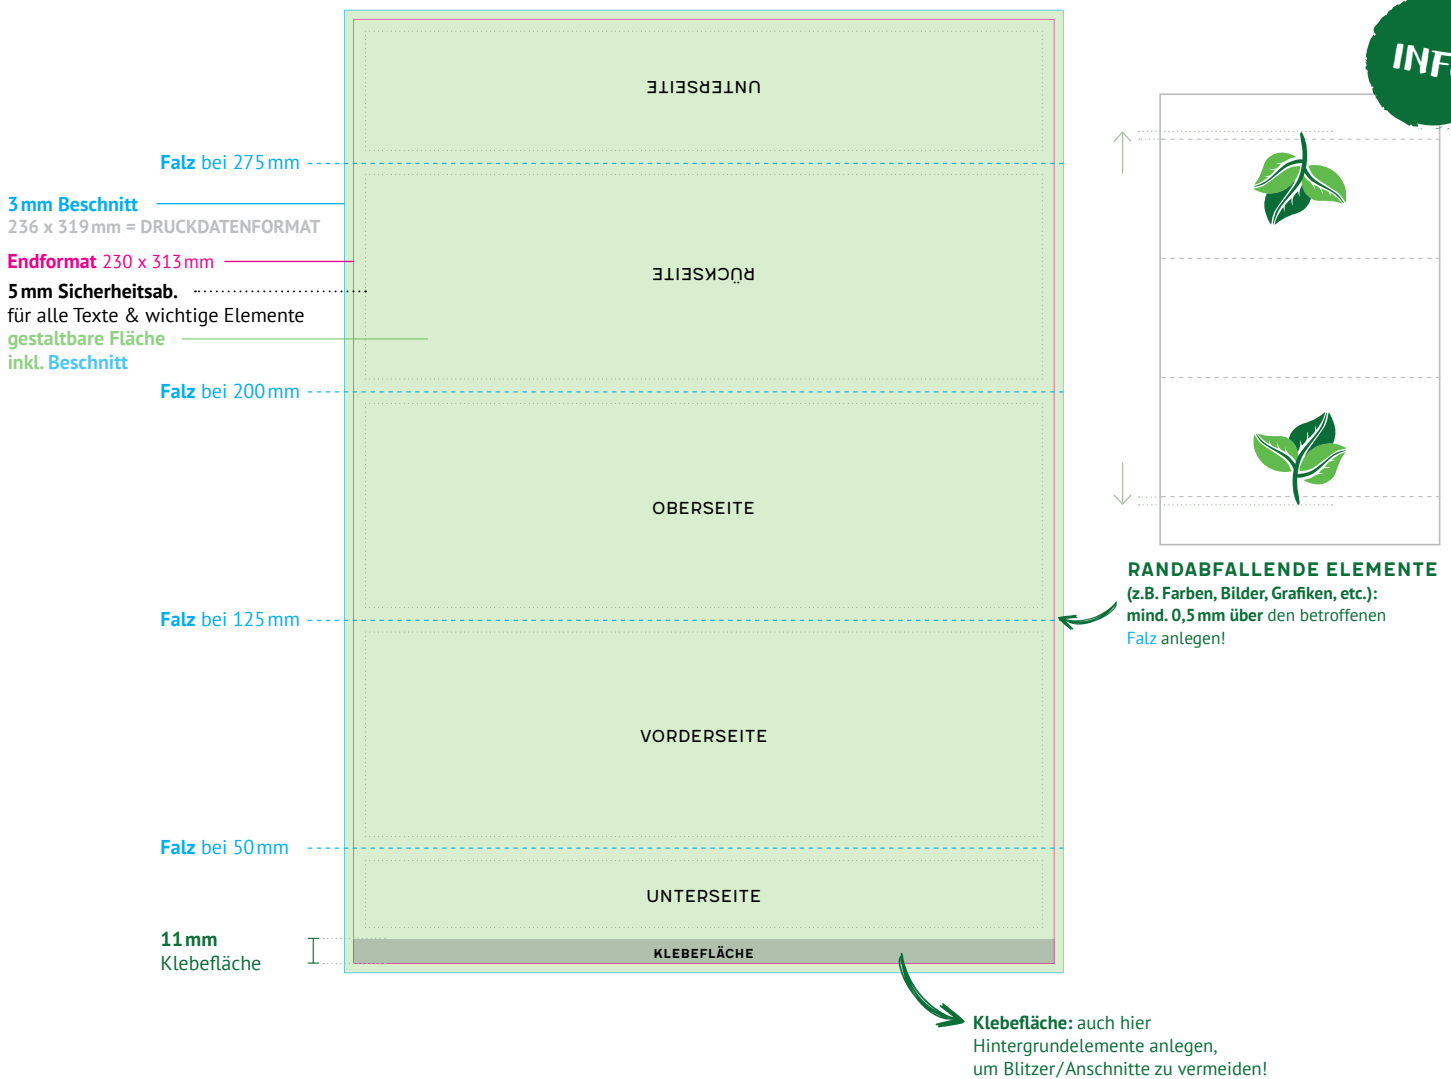 INF
UNTERSEITE
Falz bei 275 mm
3 mm Beschnitt
236 x 319 mm = DRUCKDATENFORMAT
Endformat 230 x 313 mm
5 mm Sicherheitsab.
für alle Texte & wichtige Elemente
gestaltbare Fläche
inkl. Beschnitt
RÜCKSEITE
Falz bei 200 mm
OBERSEITE
RANDABFALLENDE ELEMENTE
(z.B. Farben, Bilder, Grafiken, etc.):
mind. 0,5 mm über den betroffenen
Falz anlegen!
Falz bei 125 mm
VORDERSEITE
Falz bei 50 mm
UNTERSEITE
11 mm
Klebefläche
KLEBEFLÄCHE
Klebefläche: auch hier
Hintergrundelemente anlegen,
um Blitzer/Anschnitte zu vermeiden!